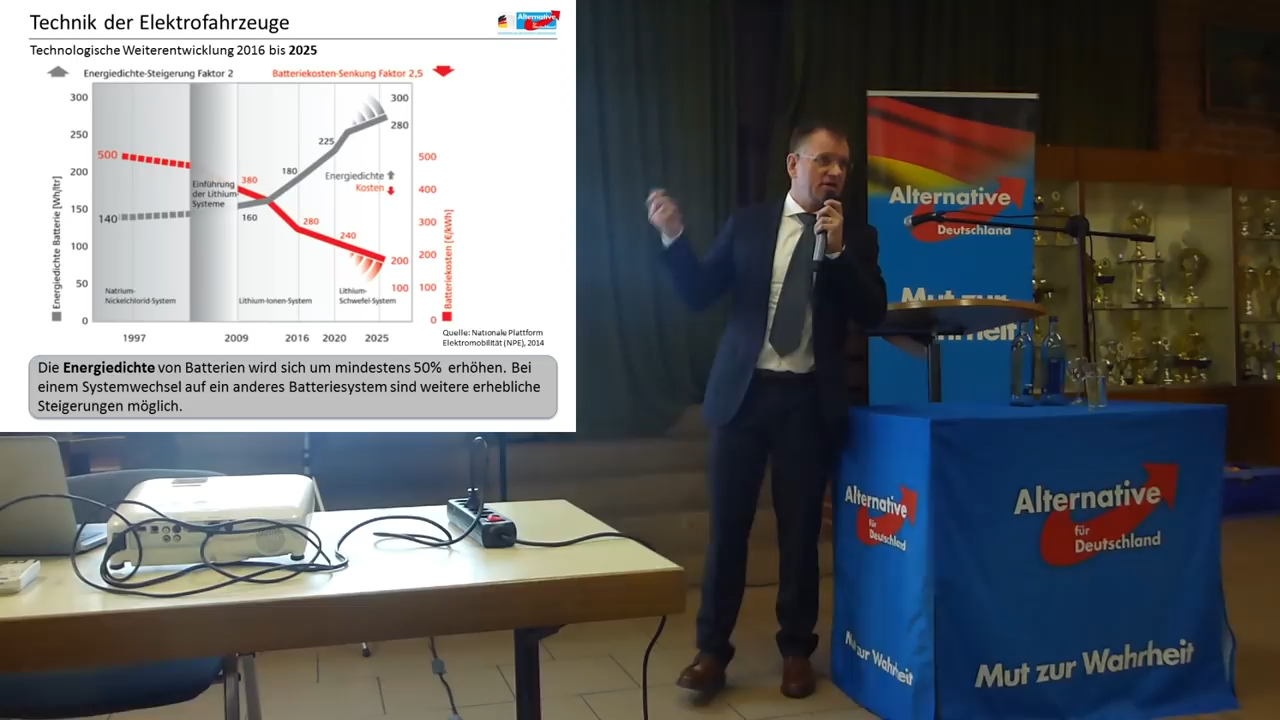 Technik der Elektrofahrzeuge
Alternative
für
Deutschland
Technologische Weiterentwicklung 2016 bis 2025
Energiedichte-Steigerung Faktor 2
Batteriekosten-Senkung Faktor 2,5
300
250
200
150
100
50
0
Energiedichte Batterie [Wh/ltr]
500
140
Einführung
der Lithium-
Systeme
380
160
180
225
280
240
Energiedichte
Kosten
300
280
200
100
500
400
300
200
100
0
Batteriekosten [€/kWh]
Natrium-
Nickelchlorid-System
Lithium-Ionen-System
Lithium-
Schwefel-System
1997
2009
2016
2020
2025
Quelle: Nationale Plattform
Elektromobilität (NPE), 2014
Die Energiedichte von Batterien wird sich um mindestens 50% erhöhen. Bei
einem Systemwechsel auf ein anderes Batteriesystem sind weitere erhebliche
Steigerungen möglich.
Alternative
Deutschland
Mut zur
Alternative
für
Deutschland
Mut zur Wahrheit
Alternative
für
Deutschland
Mut zur Wahrheit